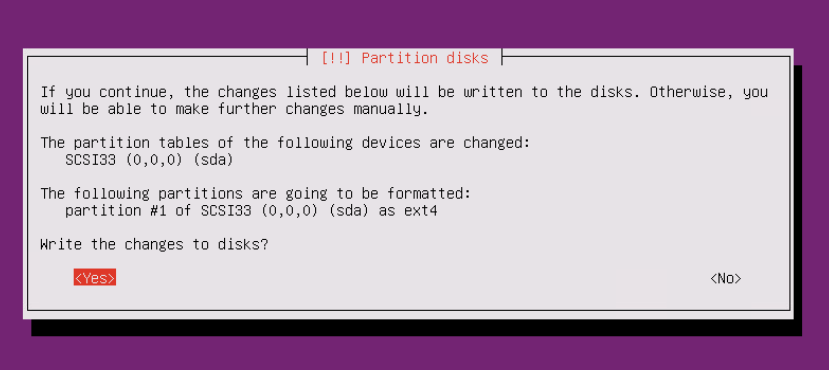 [!!] Partition disks
If you continue, the changes listed below will be written to the disks. Otherwise, you
will be able to make further changes manually.
The partition tables of the following devices are changed:
SCSI33 (0,0,0) (sda)
The following partitions are going to be formatted:
partition #1 of SCSI33 (0,0,0) (sda) as ext4
Write the changes to disks?
<Yes> <No>